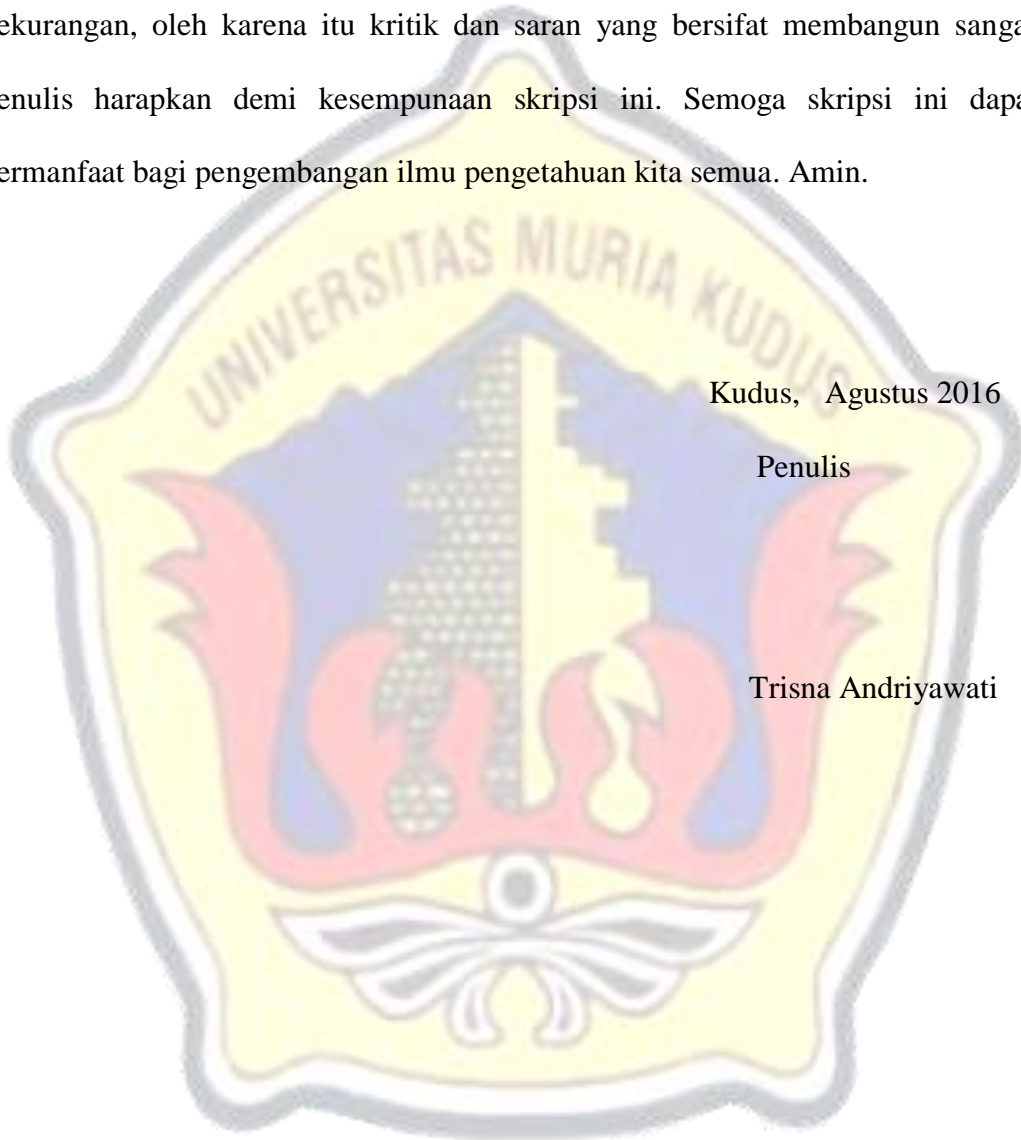 ekurangan, oleh karena itu kritik dan saran yang bersifat membangun sanga
enulis harapkan demi kesempunaan skripsi ini. Semoga skripsi ini dapa
ermanfaat bagi pengembangan ilmu pengetahuan kita semua. Amin.
UNIVERSITAS MURIA KUDUS
Kudus, Agustus 2016
Penulis
Trisna Andriyawati